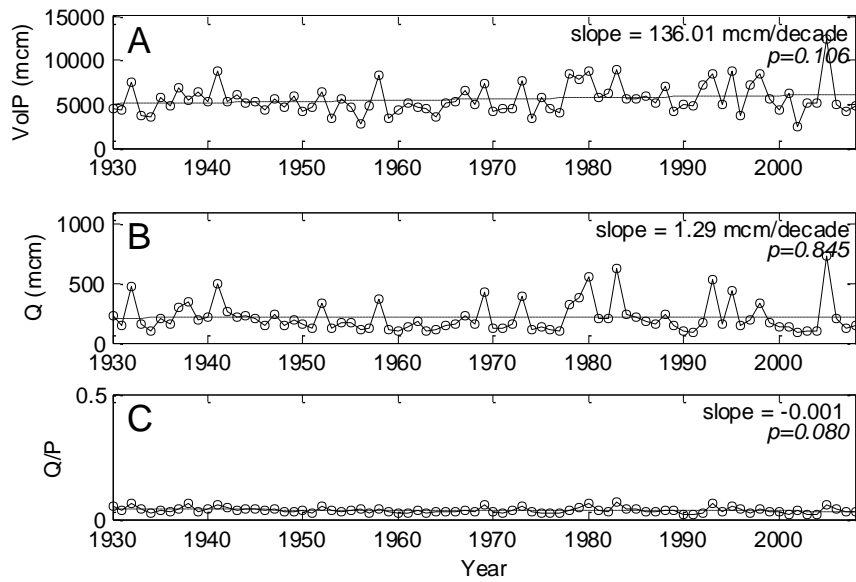 15000
10000
5000
0
VolP (mcm)
A
slope = 136.01 mcm/decade
p=0.106
1930 1940 1950 1960 1970 1980 1990 2000
1000
500
0
Q (mcm)
B
slope = 1.29 mcm/decade
p=0.845
1930 1940 1950 1960 1970 1980 1990 2000
0.5
0
Q/P
C
slope = -0.001
p=0.080
1930 1940 1950 1960 1970 1980 1990 2000
Year